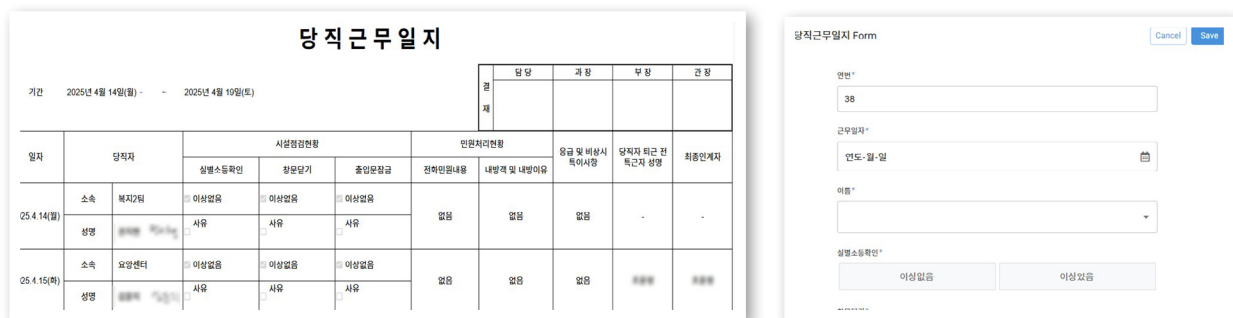 당직근무일지
결재
담당 과장 부장 관장
기간 2025년 4월 14일(월) - ~ 2025년 4월 19일(토)
일자 당직자 시설점검현황 민원처리현황 응급 및 비상시 특이사항 당직자 퇴근 전 특근자 성명 최종인계자
실별소등확인 창문닫기 출입문잠금 전화민원내용 내방객 및 내방이유
25.4.14(월) 소속 복지2팀 이상없음 이상없음 이상없음 없음 없음 없음 - -
성명 사유 사유 사유
25.4.15(화) 소속 요양센터 이상없음 이상없음 이상없음 없음 없음 없음
성명 사유 사유 사유
당직근무일지 Form
Cancel Save
연번*
38
근무일자*
연도-월-일
이름*
실별소등확인*
이상없음 이상있음